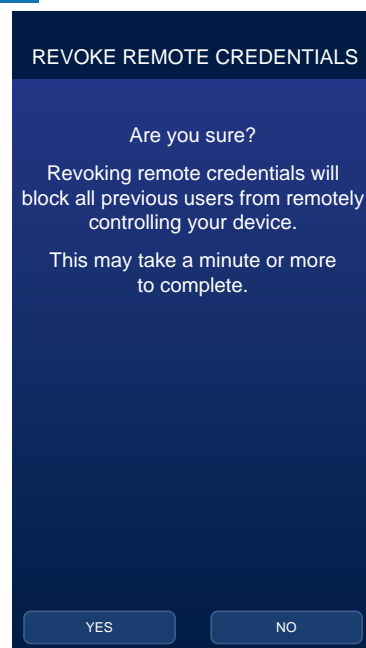 REVOKE REMOTE CREDENTIALS
Are you sure?
Revoking remote credentials will
block all previous users from remotely
controlling your device.
This may take a minute or more
to complete.
YES
NO